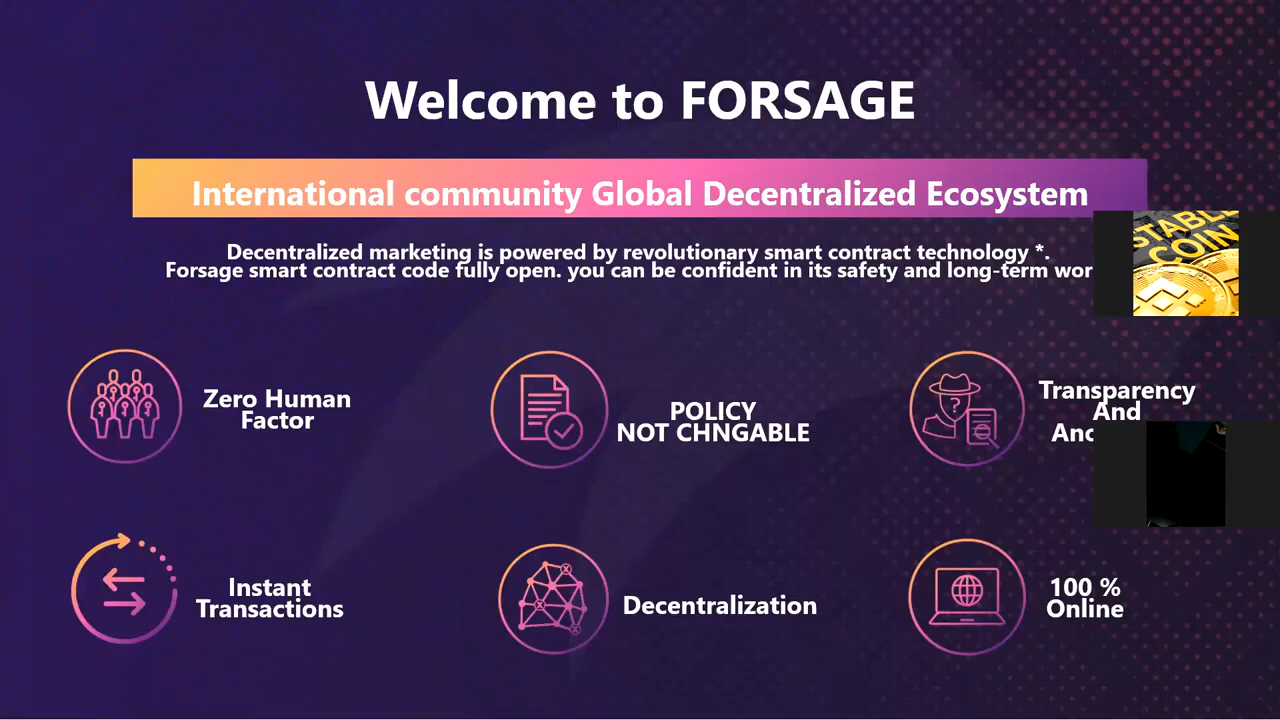 Welcome to FORSAGE
International community Global Decentralized Ecosystem
Decentralized marketing is powered by revolutionary smart contract technology *.
Forsage smart contract code fully open. you can be confident in its safety and long-term
STABLE
COIN
Zero Human
Factor
POLICY
NOT CHNGABLE
Transparency
And
Instant
Transactions
Decentralization
100 %
Online